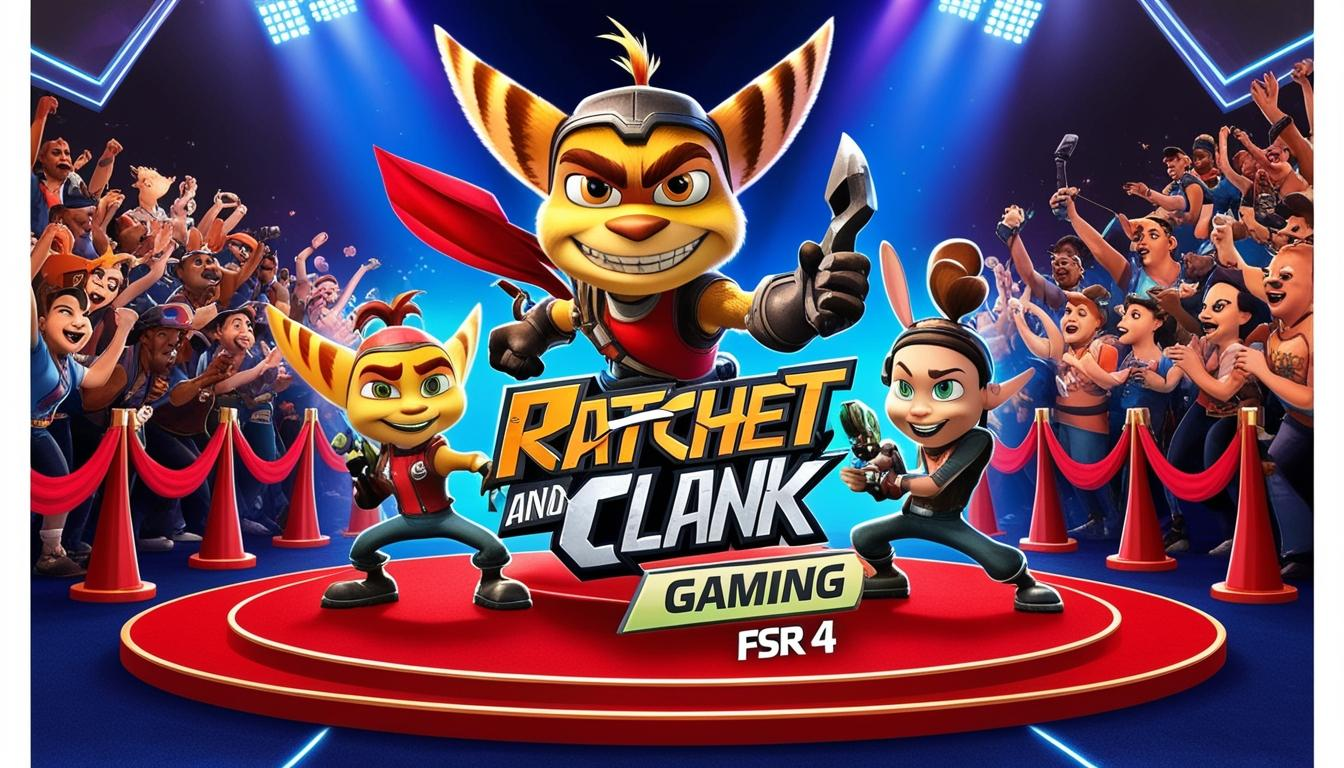 RATCHET
AND CLANK
GAMING
FSR 4